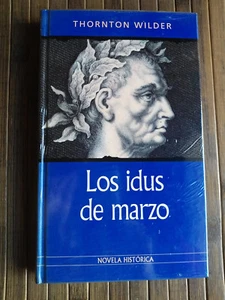 THORNTON WILDER
Los idus
de marzo
NOVELA HISTÓRICA